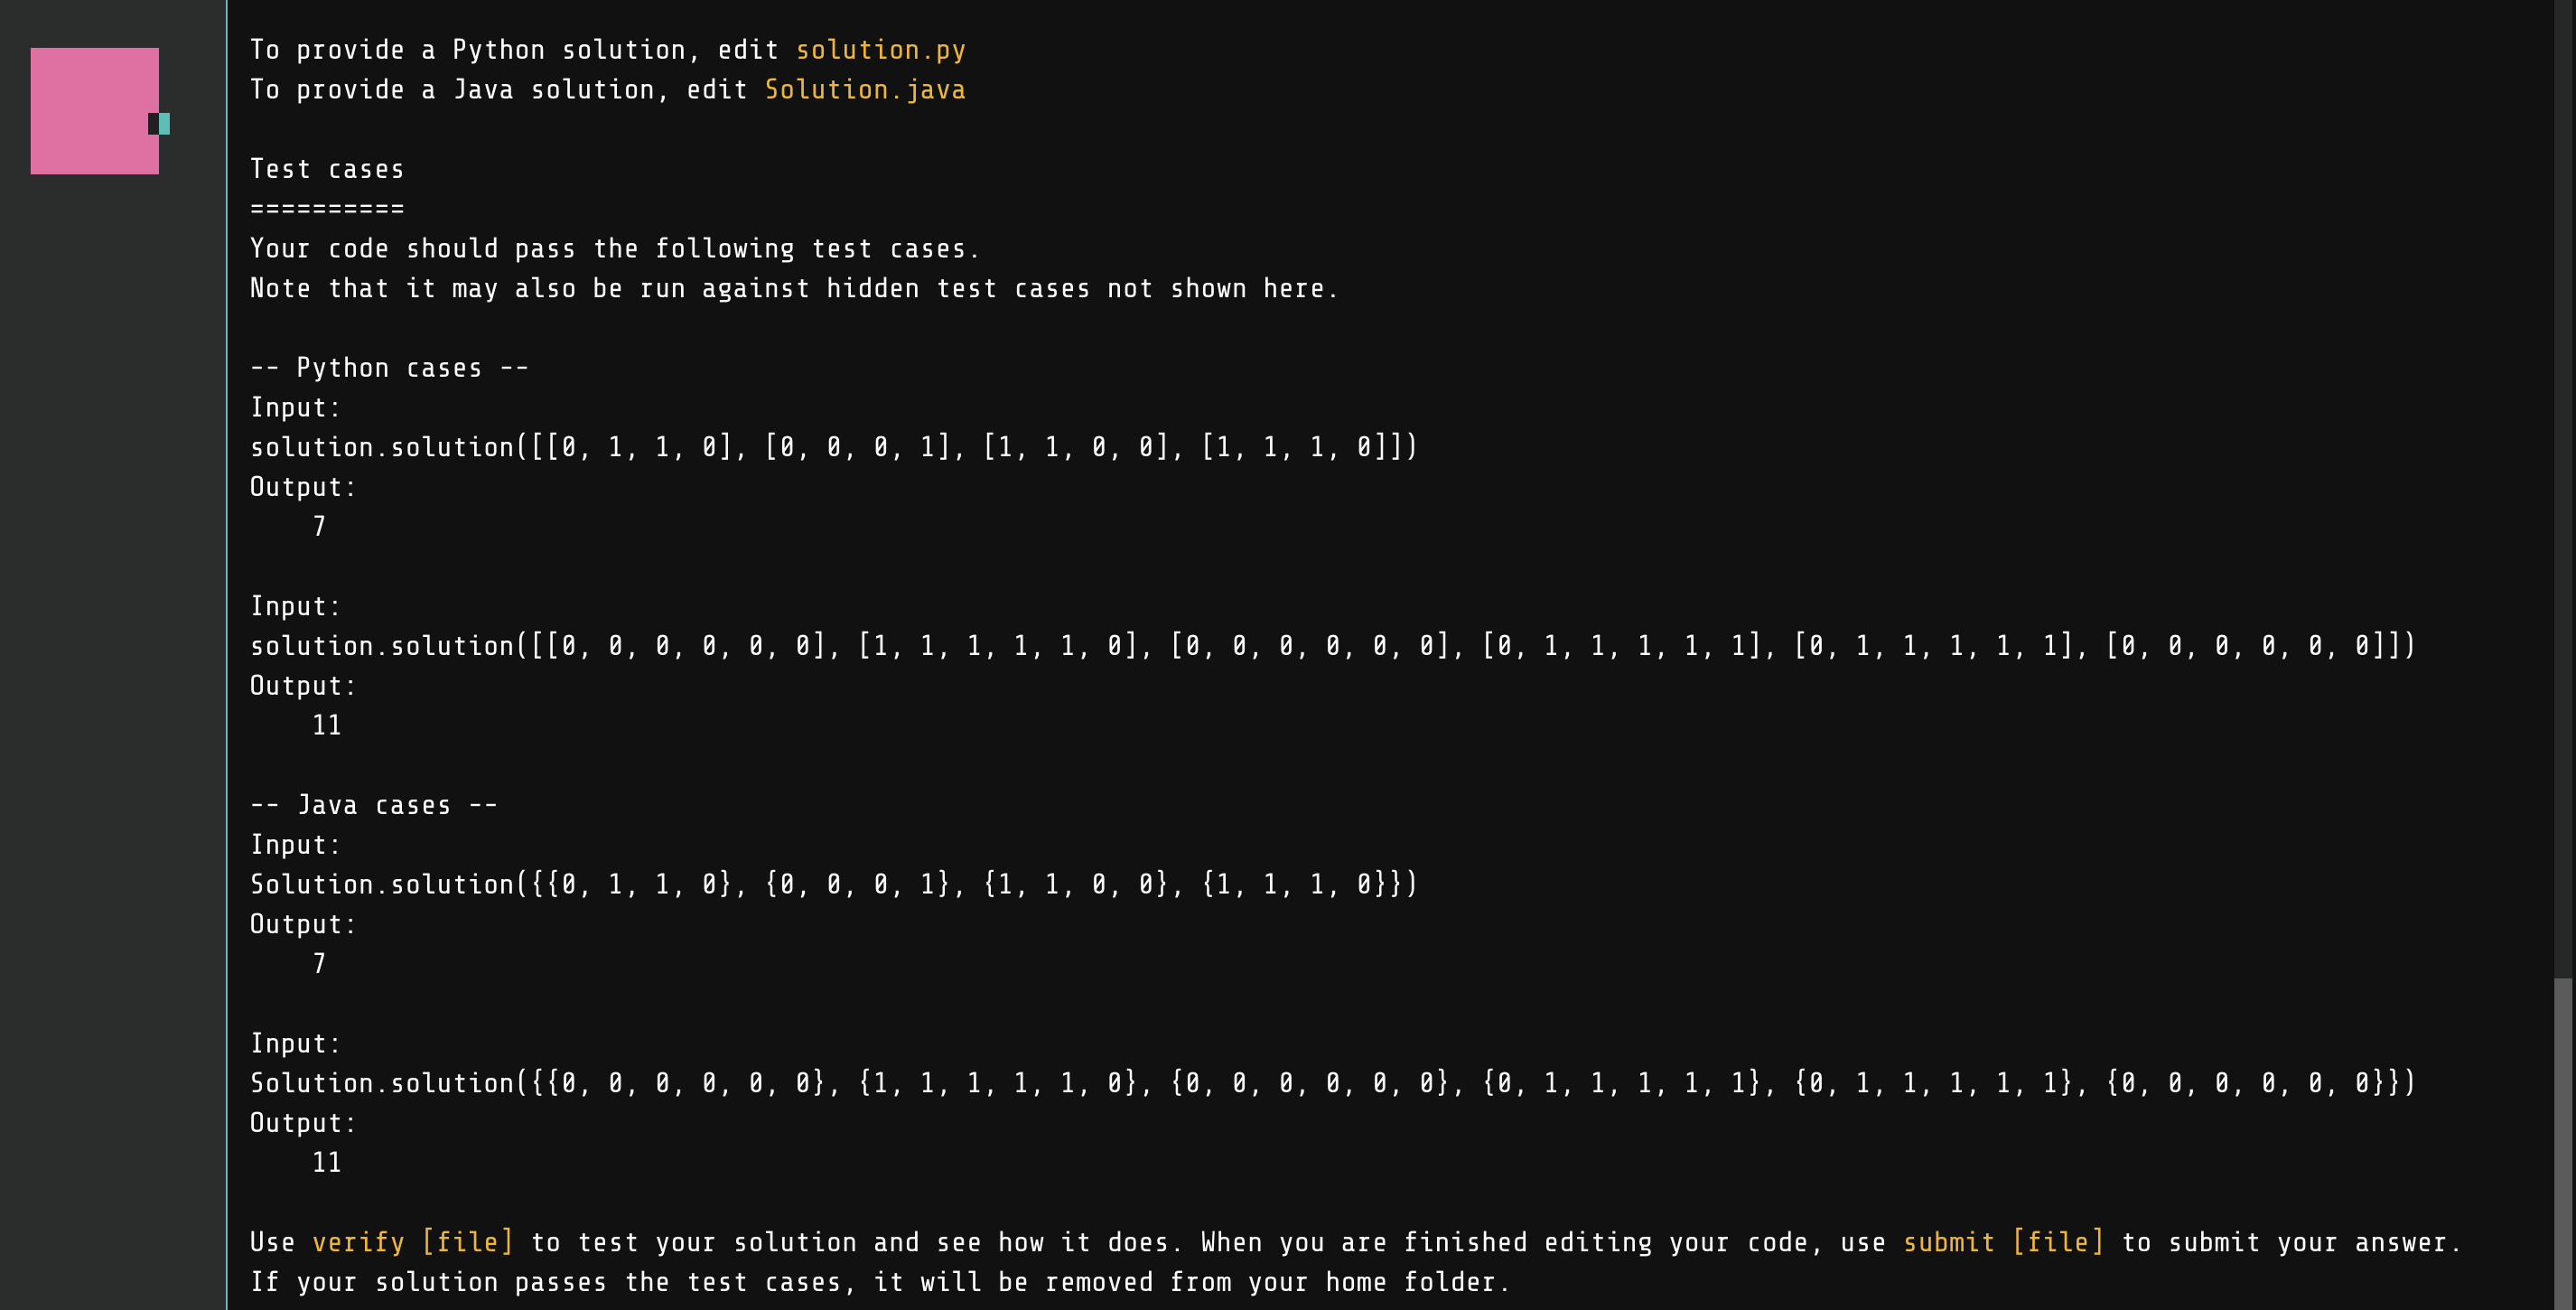 To provide a Python solution, edit solution.py
To provide a Java solution, edit Solution.java
Test cases
==========
Your code should pass the following test cases.
Note that it may also be run against hidden test cases not shown here.
-- Python cases --
Input:
solution.solution([[0, 1, 1, 0], [0, 0, 0, 1], [1, 1, 0, 0], [1, 1, 1, 0]])
Output:
    7
Input:
solution.solution([[0, 0, 0, 0, 0, 0], [1, 1, 1, 1, 1, 0], [0, 0, 0, 0, 0, 0], [0, 1, 1, 1, 1, 1], [0, 1, 1, 1, 1, 1], [0, 0, 0, 0, 0, 0]])
Output:
    11
-- Java cases --
Input:
Solution.solution({{0, 1, 1, 0}, {0, 0, 0, 1}, {1, 1, 0, 0}, {1, 1, 1, 0}})
Output:
    7
Input:
Solution.solution({{0, 0, 0, 0, 0, 0}, {1, 1, 1, 1, 1, 0}, {0, 0, 0, 0, 0, 0}, {0, 1, 1, 1, 1, 1}, {0, 1, 1, 1, 1, 1}, {0, 0, 0, 0, 0, 0}})
Output:
    11
Use verify [file] to test your solution and see how it does. When you are finished editing your code, use submit [file] to submit your answer.
If your solution passes the test cases, it will be removed from your home folder.